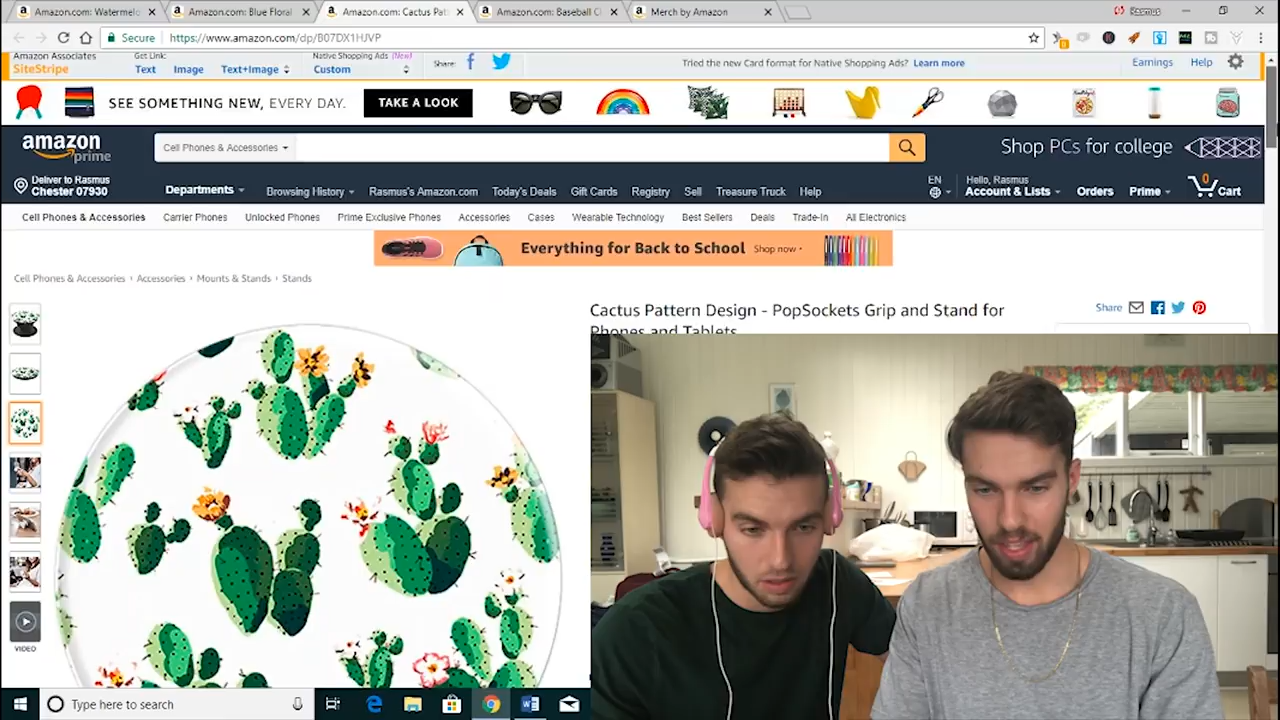 Amazon.com: Watermelo
Amazon.com: Blue Floral
Amazon.com: Cactus Pat
Amazon.com: Baseball C
Merch by Amazon
Rasmus
Secure
https://www.amazon.com/dp/B07DX1HJVP
Amazon Associates
SiteStripe
Get Link:
Text
Image
Text+Image
Native Shopping Ads (New!)
Custom
Share:
Tried the new Card format for Native Shopping Ads? Learn more
Earnings
Help
SEE SOMETHING NEW, EVERY DAY.
TAKE A LOOK
amazon
prime
Cell Phones & Accessories
Shop PCs for college
Deliver to Rasmus
Chester 07930
Departments
Browsing History
Rasmus's Amazon.com
Today's Deals
Gift Cards
Registry
Sell
Treasure Truck
Help
EN
Hello, Rasmus
Account & Lists
Orders
Prime
0
Cart
Cell Phones & Accessories
Carrier Phones
Unlocked Phones
Prime Exclusive Phones
Accessories
Cases
Wearable Technology
Best Sellers
Deals
Trade-In
All Electronics
Everything for Back to School
Shop now
Cell Phones & Accessories › Accessories › Mounts & Stands › Stands
Cactus Pattern Design - PopSockets Grip and Stand for
Phones and Tablets
Share
VIDEO
Type here to search